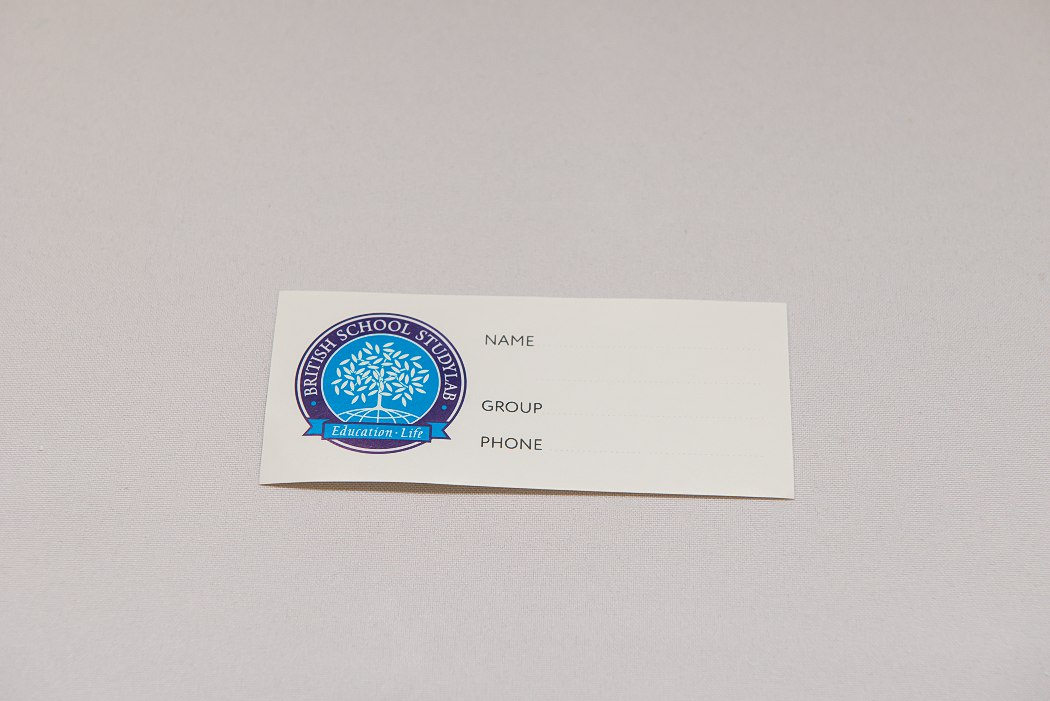 BRITISH SCHOOL STUDYLAB
Education · Life
NAME
GROUP
PHONE